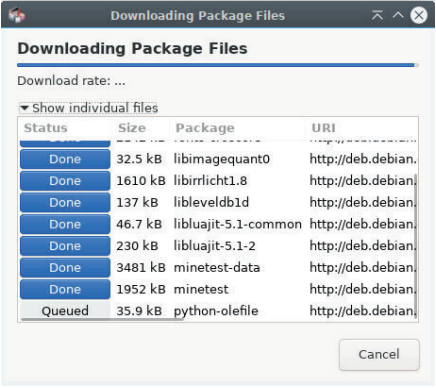 Downloading Package Files
Downloading Package Files
Download rate: ...
Show individual files
Status Size Package URI
Done 32.5 kB libimagequant0 http://deb.debian.
Done 1610 kB libirrlicht1.8 http://deb.debian.
Done 137 kB libleveldb1d http://deb.debian.
Done 46.7 kB libluajit-5.1-common http://deb.debian.
Done 230 kB libluajit-5.1-2 http://deb.debian.
Done 3481 kB minetest-data http://deb.debian.
Done 1952 kB minetest http://deb.debian.
Queued 35.9 kB python-olefile http://deb.debian.
Cancel